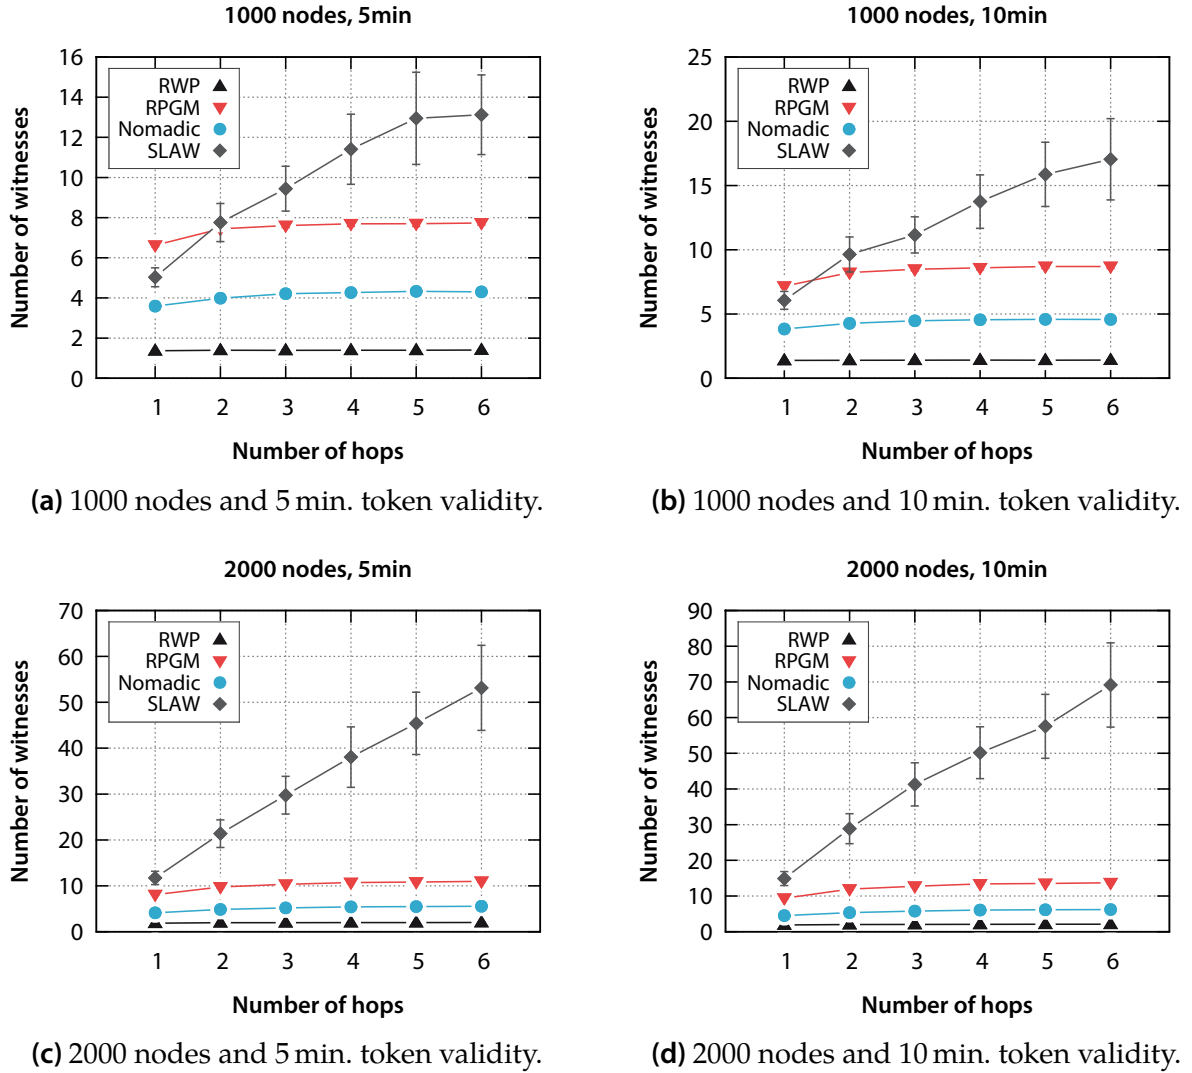 1000 nodes, 5min
Number of witnesses
16
14
12
10
8
6
4
2
0
RWP
RPGM
Nomadic
SLAW
1 2 3 4 5 6
Number of hops
(a) 1000 nodes and 5 min. token validity.
1000 nodes, 10min
Number of witnesses
25
20
15
10
5
0
RWP
RPGM
Nomadic
SLAW
1 2 3 4 5 6
Number of hops
(b) 1000 nodes and 10 min. token validity.
2000 nodes, 5min
Number of witnesses
70
60
50
40
30
20
10
0
RWP
RPGM
Nomadic
SLAW
1 2 3 4 5 6
Number of hops
(c) 2000 nodes and 5 min. token validity.
2000 nodes, 10min
Number of witnesses
90
80
70
60
50
40
30
20
10
0
RWP
RPGM
Nomadic
SLAW
1 2 3 4 5 6
Number of hops
(d) 2000 nodes and 10 min. token validity.